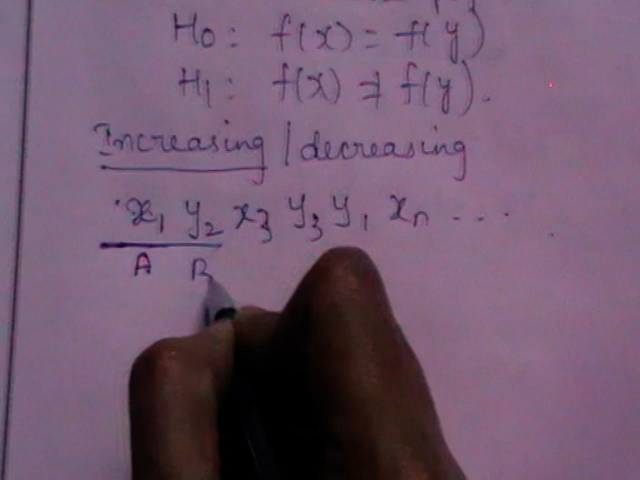 H₀ : f(x) = f(y)
H₁ : f(x) ≠ f(y).
Increasing / decreasing
x₁ y₂ x₃ y₃ y₁ xₙ ...
A B